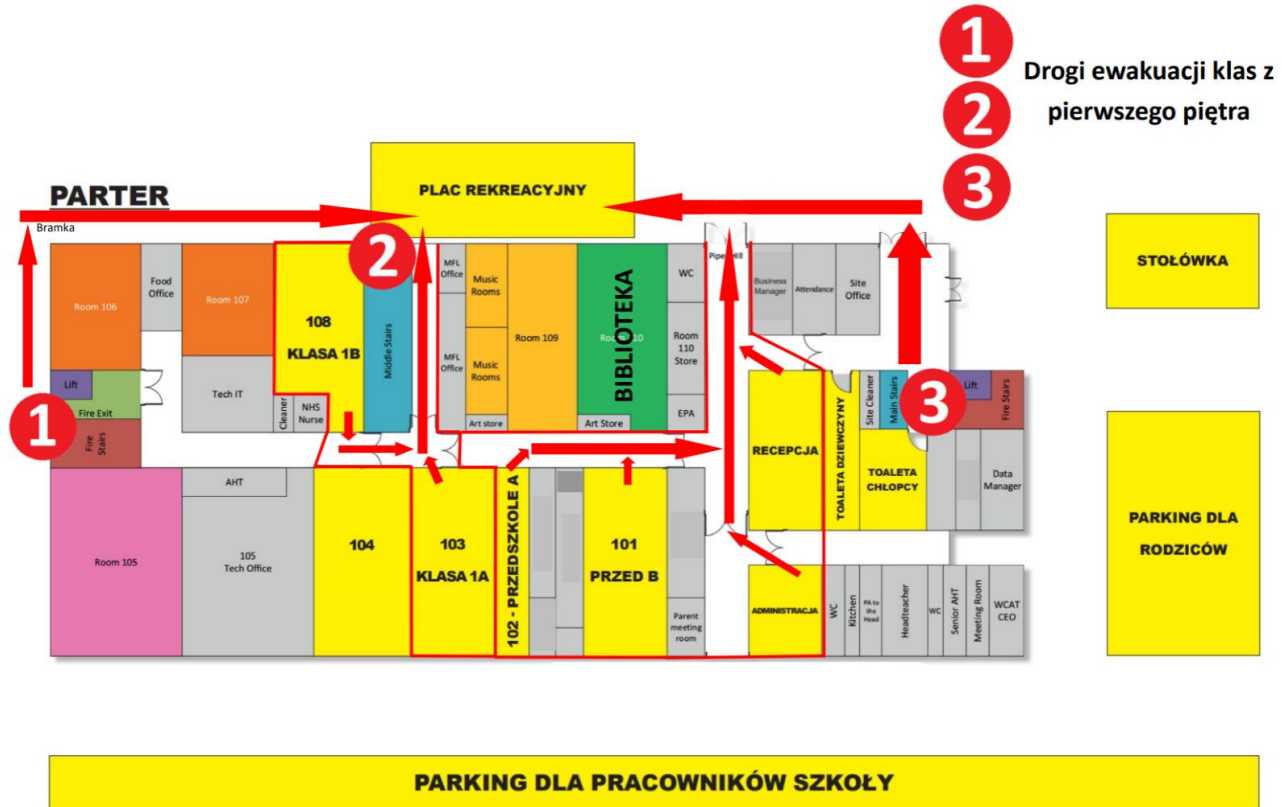 1
Drogi ewakuacji klas z
pierwszego piętra
2
3
PARTER
Bramka
PLAC REKREACYJNY
STOŁÓWKA
Room 106
Food
Office
Room 107
108
KLASA 1B
2
Middle Stairs
MFL
Office
Music
Rooms
Room 109
BIBLIOTEKA
WC
Business
Manager
Attendance
Site
Office
MFL
Office
Music
Rooms
Room
110
Store
Lift
Fire Exit
1
Fire
Stairs
Tech IT
Cleaner
NHS
Nurse
Art store
Art Store
EPA
RECEPCJA
TOALETA DZIEWCZYNY
Site Cleaner
Main Stairs
3
Lift
Fire Stairs
TOALETA
CHŁOPCY
Data
Manager
PARKING DLA
RODZICÓW
Room 105
AHT
105
Tech Office
104
103
KLASA 1A
102 - PRZEDSZKOLE A
101
PRZED B
Parent
meeting
room
ADMINISTRACJA
WC
Kitchen
PA to
the
Head
Headteacher
WC
Senior AHT
Meeting Room
WCAT
CEO
PARKING DLA PRACOWNIKÓW SZKOŁY